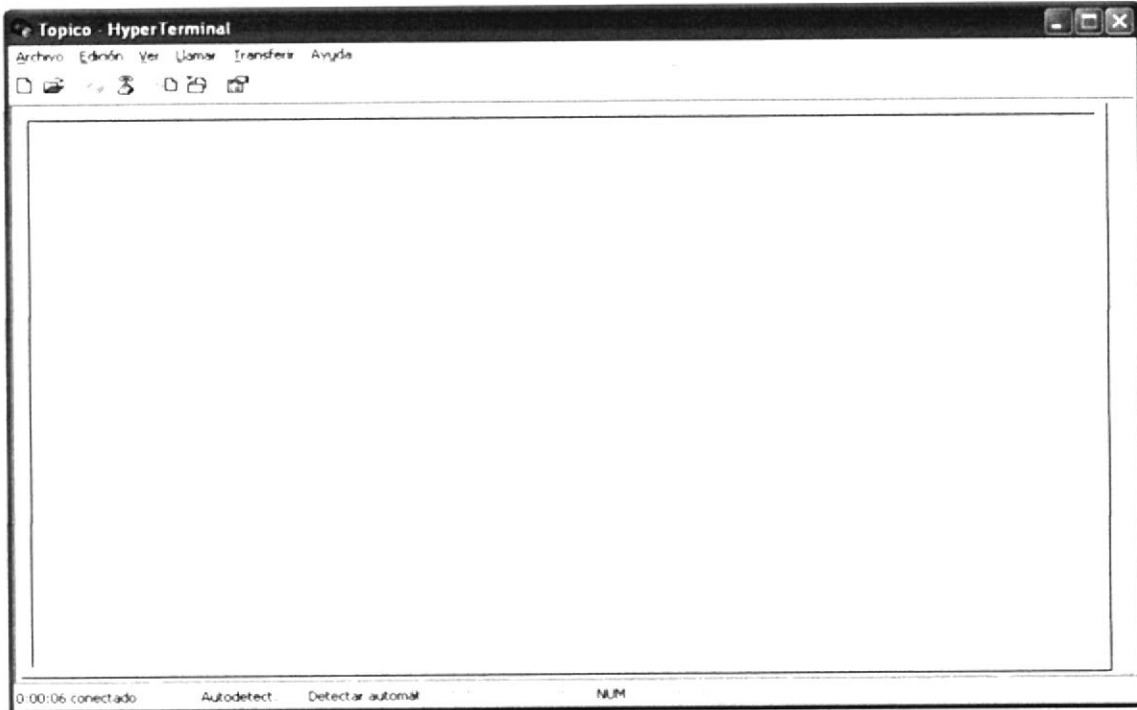 Topico - HyperTerminal
Archivo Edición Ver Llamar Transferir Ayuda
0:00:06 conectado Autodetect. Detectar automát NUM